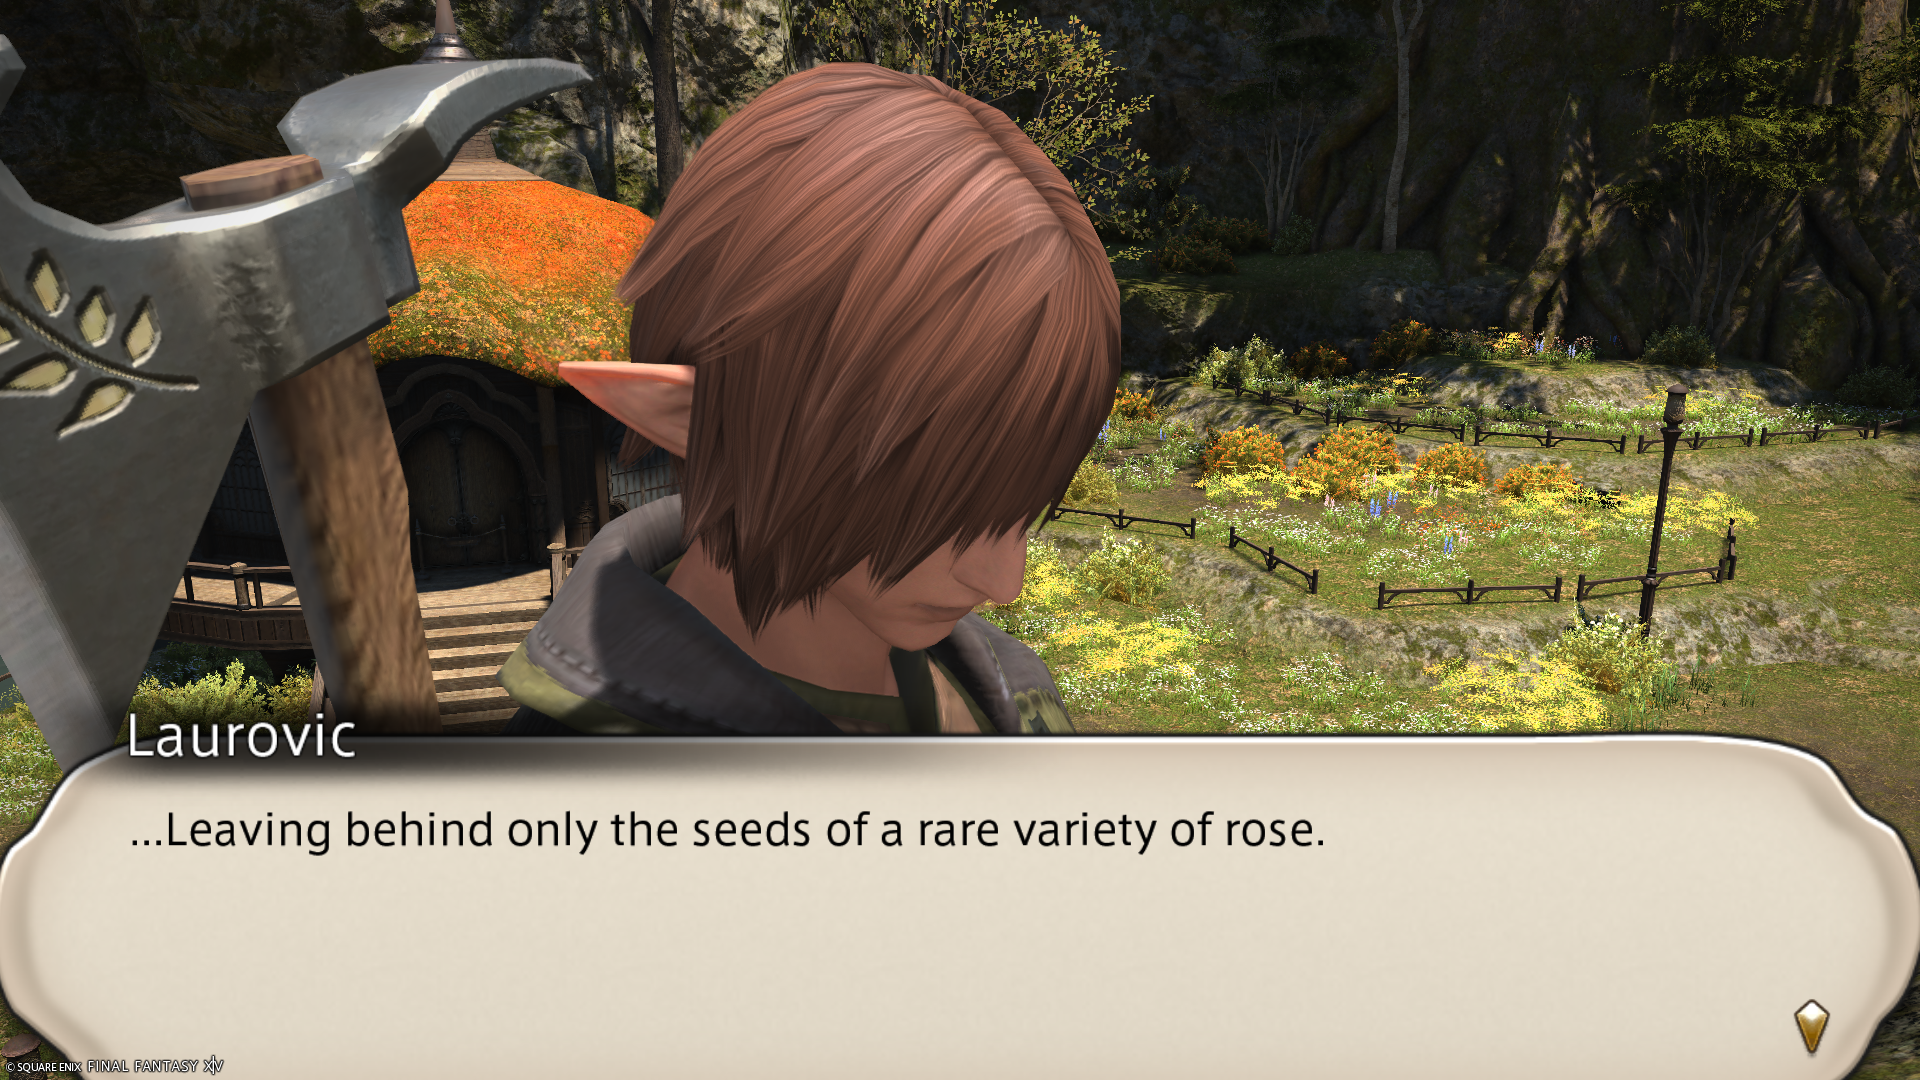 Laurovic
...Leaving behind only the seeds of a rare variety of rose.
© SQUARE ENIX FINAL FANTASY XIV